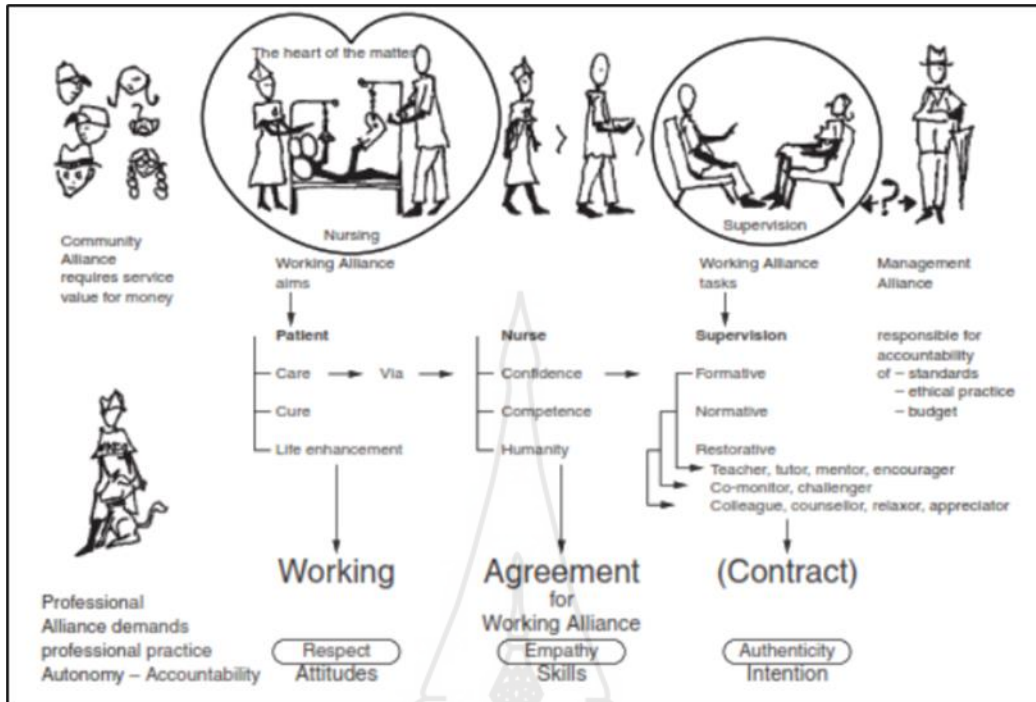 The heart of the matter
Nursing
Supervision
?
Community
Alliance
requires service
value for money
Working Alliance
aims
Working Alliance
tasks
Management
Alliance
Patient
Care
Via
Cure
Life enhancement
Nurse
Confidence
Competence
Humanity
Supervision
Formative
Normative
Restorative
Teacher, tutor, mentor, encourager
Co-monitor, challenger
Colleague, counsellor, relaxor, appreciator
responsible for
accountability
of – standards
– ethical practice
– budget
Working
Agreement
for
Working Alliance
(Contract)
Professional
Alliance demands
professional practice
Autonomy – Accountability
Respect
Attitudes
Empathy
Skills
Authenticity
Intention